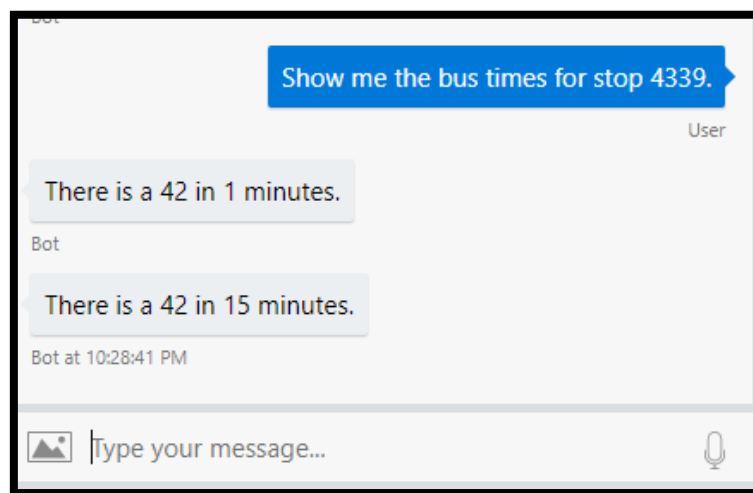 Show me the bus times for stop 4339.
User
There is a 42 in 1 minutes.
Bot
There is a 42 in 15 minutes.
Bot at 10:28:41 PM
Type your message...